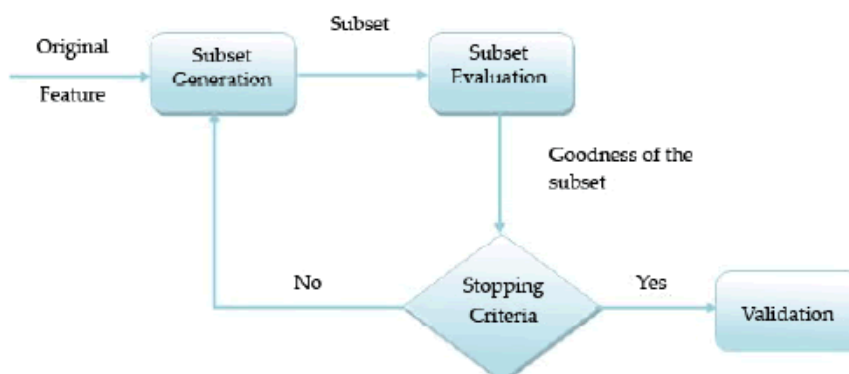 Original
Feature
Subset
Generation
Subset
Subset
Evaluation
Goodness of the
subset
Stopping
Criteria
No
Yes
Validation